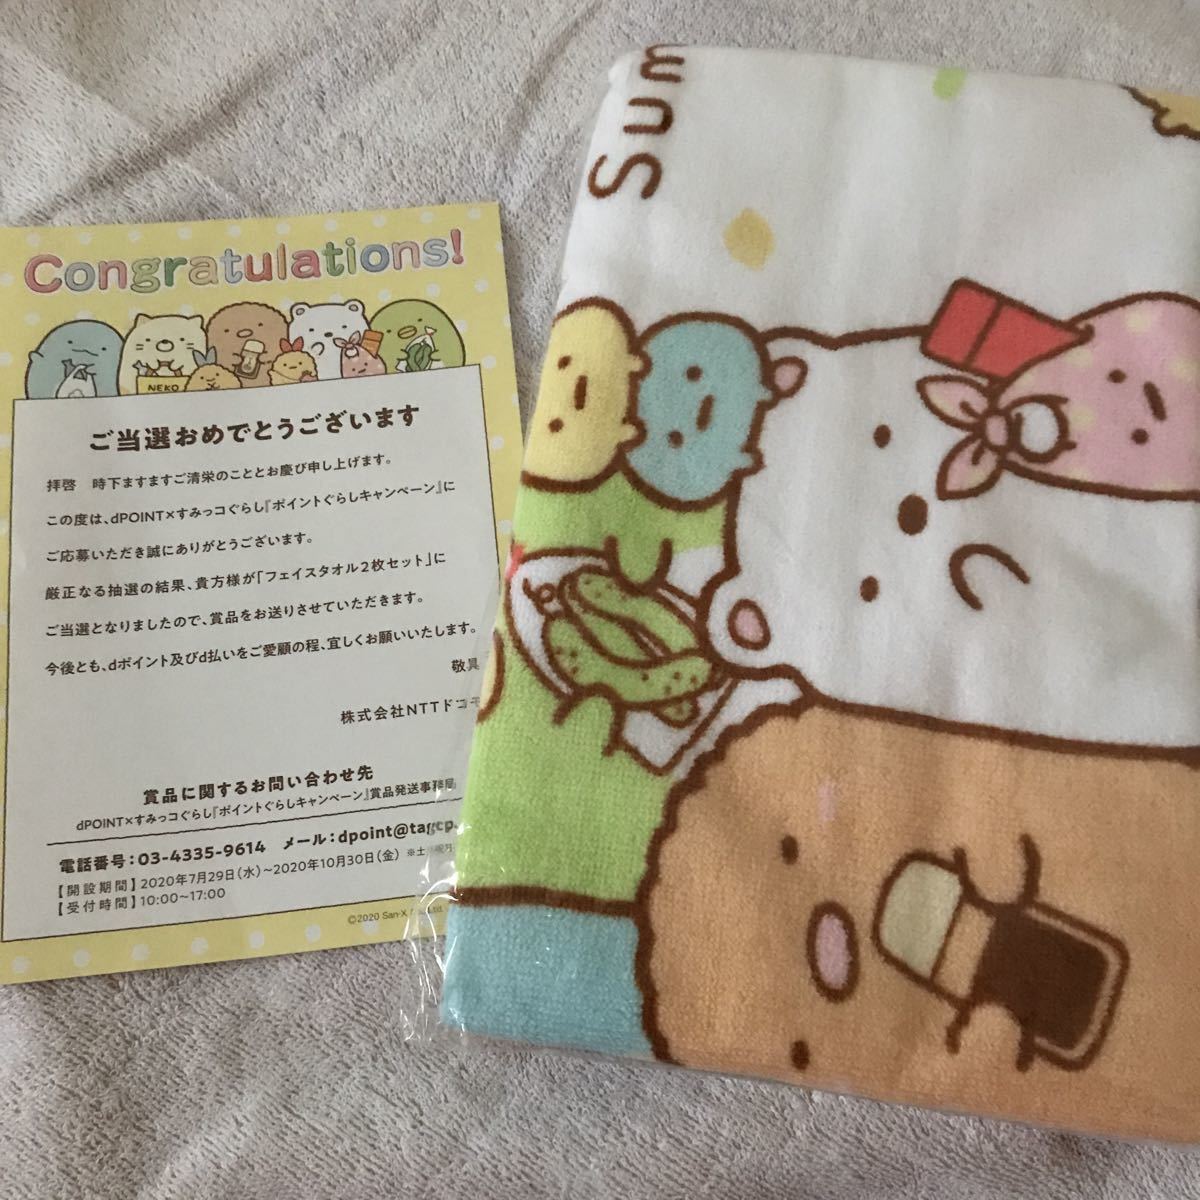 Congratulations!
NEKO
ご当選おめでとうございます
拝啓　時下ますますご清栄のこととお慶び申し上げます。
この度は、dPOINT×すみっコぐらし『ポイントぐらしキャンペーン』に
ご応募いただき誠にありがとうございます。
厳正なる抽選の結果、貴方様が「フェイスタオル2枚セット」に
ご当選となりましたので、賞品をお送りさせていただきます。
今後とも、dポイント及びd払いをご愛顧の程、宜しくお願いいたします。
敬具
株式会社NTTドコモ
賞品に関するお問い合わせ先
dPOINT×すみっコぐらし『ポイントぐらしキャンペーン』賞品発送事務局
電話番号：03-4335-9614　メール：dpoint@tagcp.
【開設期間】2020年7月29日(水)～2020年10月30日(金) ※土
【受付時間】10:00～17:00
©2020 San-X Co., Ltd.
Sum